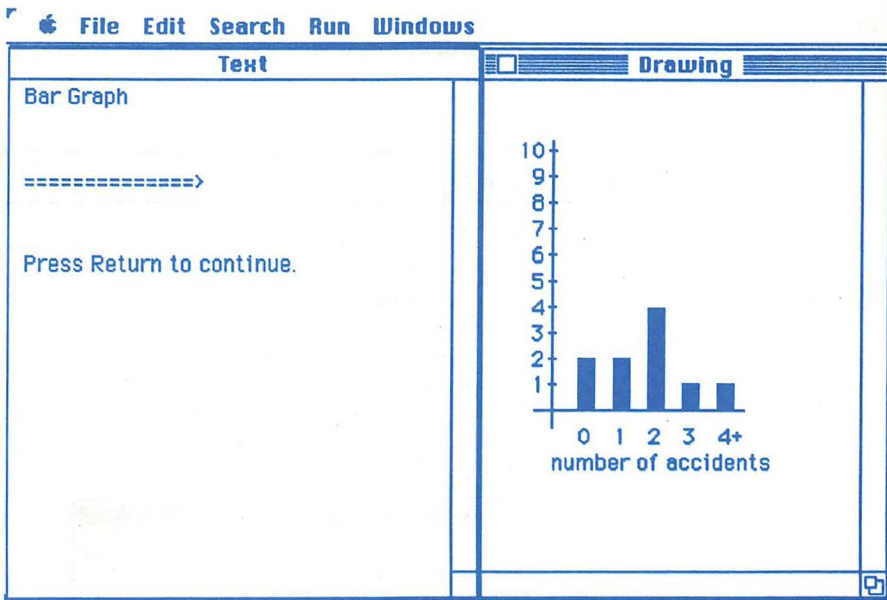 File Edit Search Run Windows
Text
Bar Graph
==============>
Press Return to continue.
Drawing
10
9
8
7
6
5
4
3
2
1
0 1 2 3 4+
number of accidents